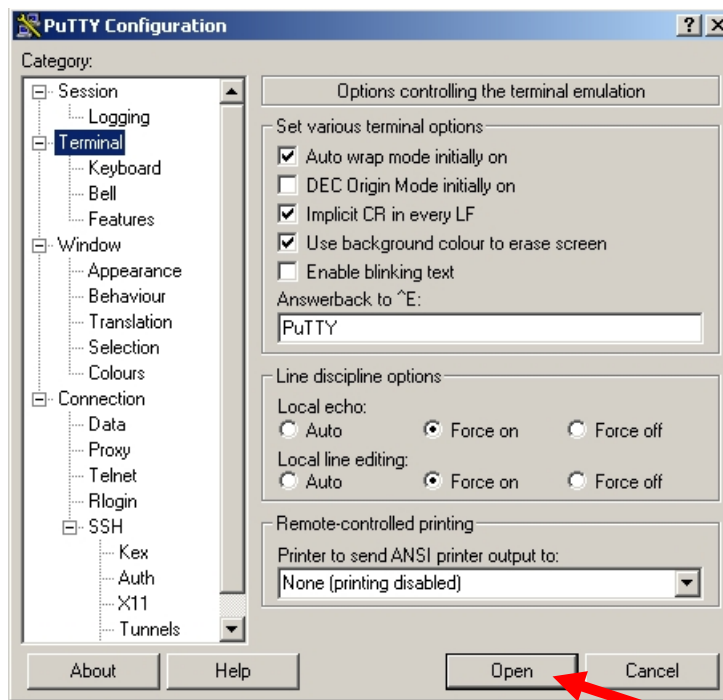 PuTTY Configuration
Category:
Session
Logging
Terminal
Keyboard
Bell
Features
Window
Appearance
Behaviour
Translation
Selection
Colours
Connection
Data
Proxy
Telnet
Rlogin
SSH
Kex
Auth
X11
Tunnels
Options controlling the terminal emulation
Set various terminal options
Auto wrap mode initially on
DEC Origin Mode initially on
Implicit CR in every LF
Use background colour to erase screen
Enable blinking text
Answerback to ^E:
PuTTY
Line discipline options
Local echo:
Auto Force on Force off
Local line editing:
Auto Force on Force off
Remote-controlled printing
Printer to send ANSI printer output to:
None (printing disabled)
About Help Open Cancel